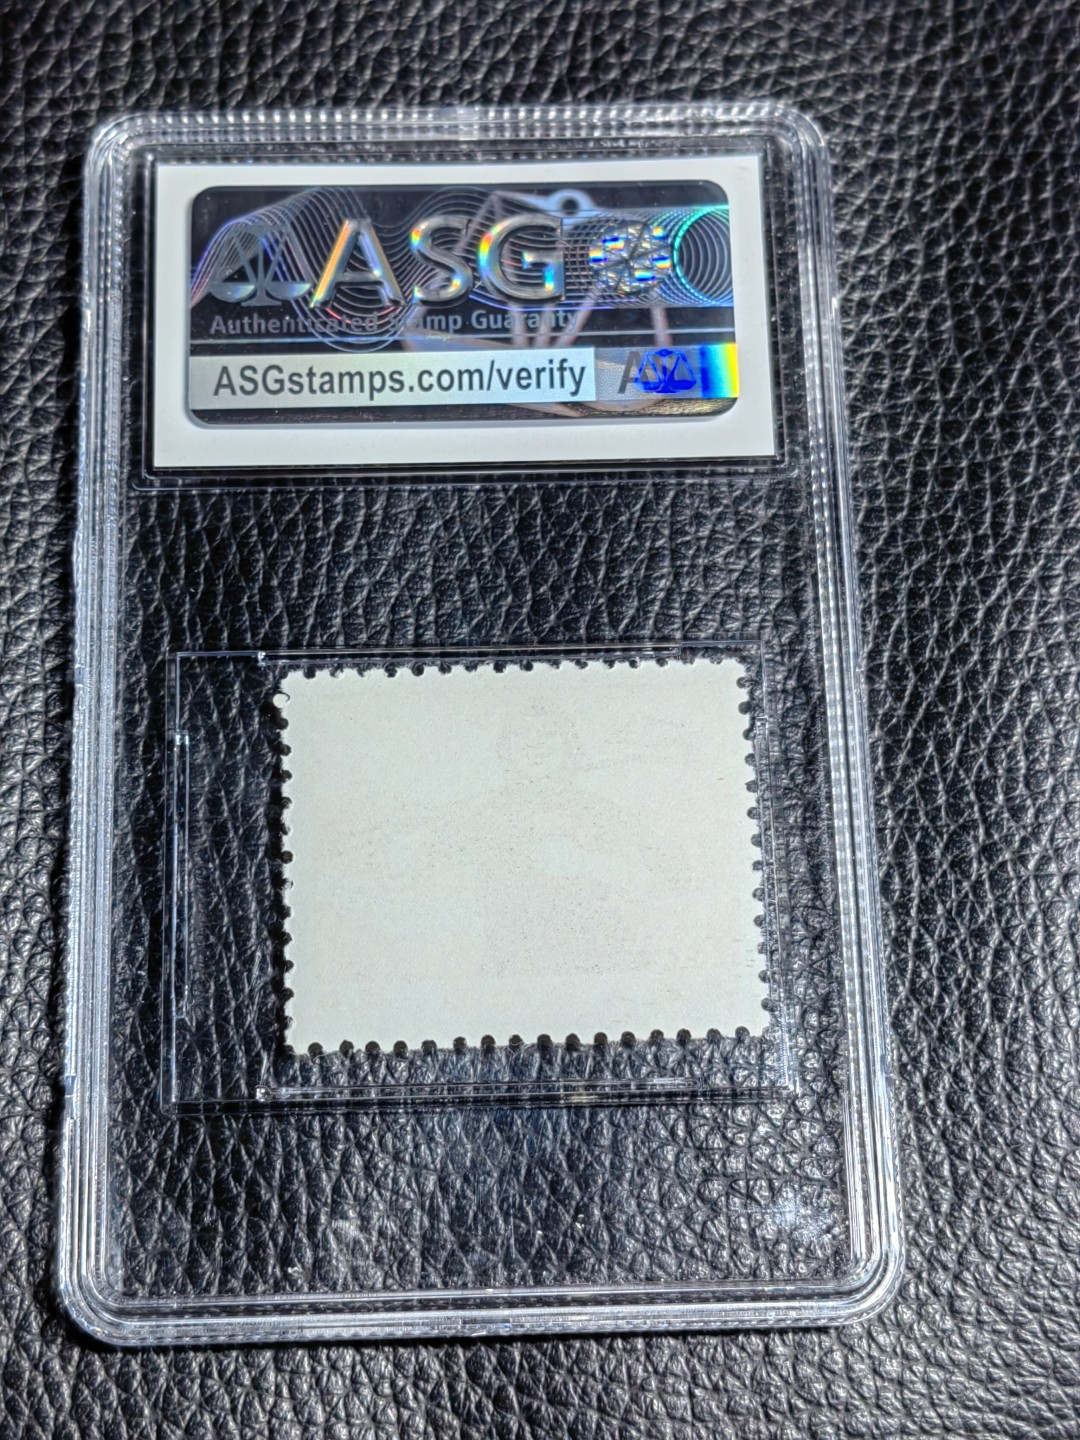 ASG
Authenticated Stamp Guaranty
ASGstamps.com/verify